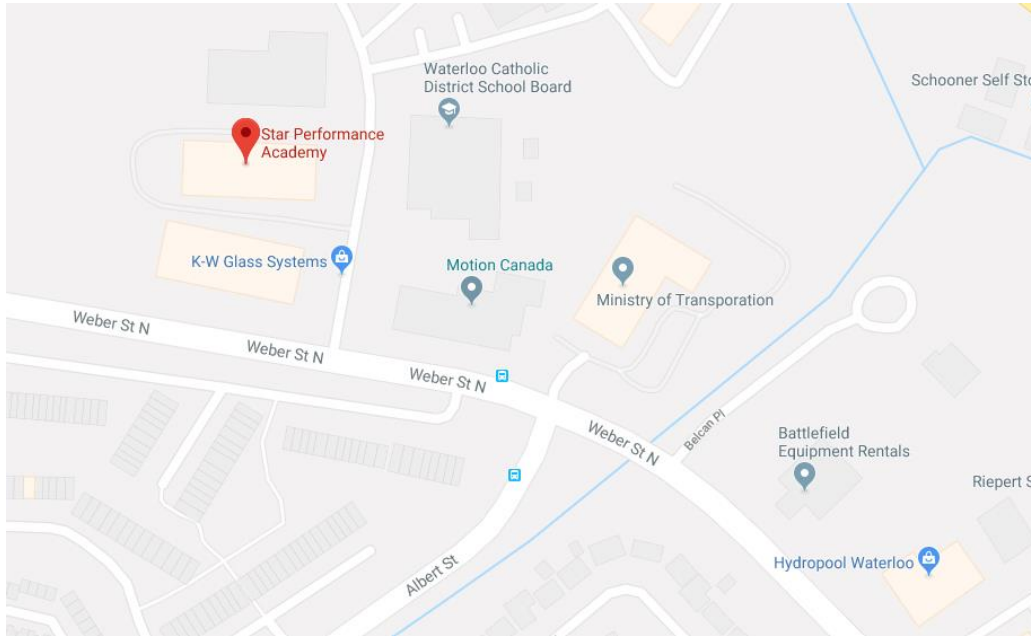 Waterloo Catholic
District School Board
Schooner Self Sto
Star Performance
Academy
K-W Glass Systems
Motion Canada
Ministry of Transporation
Weber St N
Weber St N
Weber St N
Weber St N
Belcan Pl
Battlefield
Equipment Rentals
Riepert S
Albert St
Hydropool Waterloo